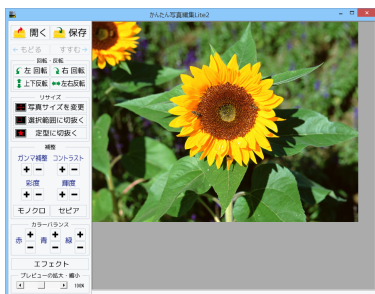 かんたん写真編集Lite2
開く 保存
←もどる すすむ→
回転・反転
左回転 右回転
上下反転 左右反転
リサイズ
写真サイズを変更
選択範囲に切抜く
定型に切抜く
補整
ガンマ補整 コントラスト
+ − + −
彩度 輝度
+ − + −
モノクロ セピア
カラーバランス
赤 + − 青 + − 緑 + −
エフェクト
プレビューの拡大・縮小
100%